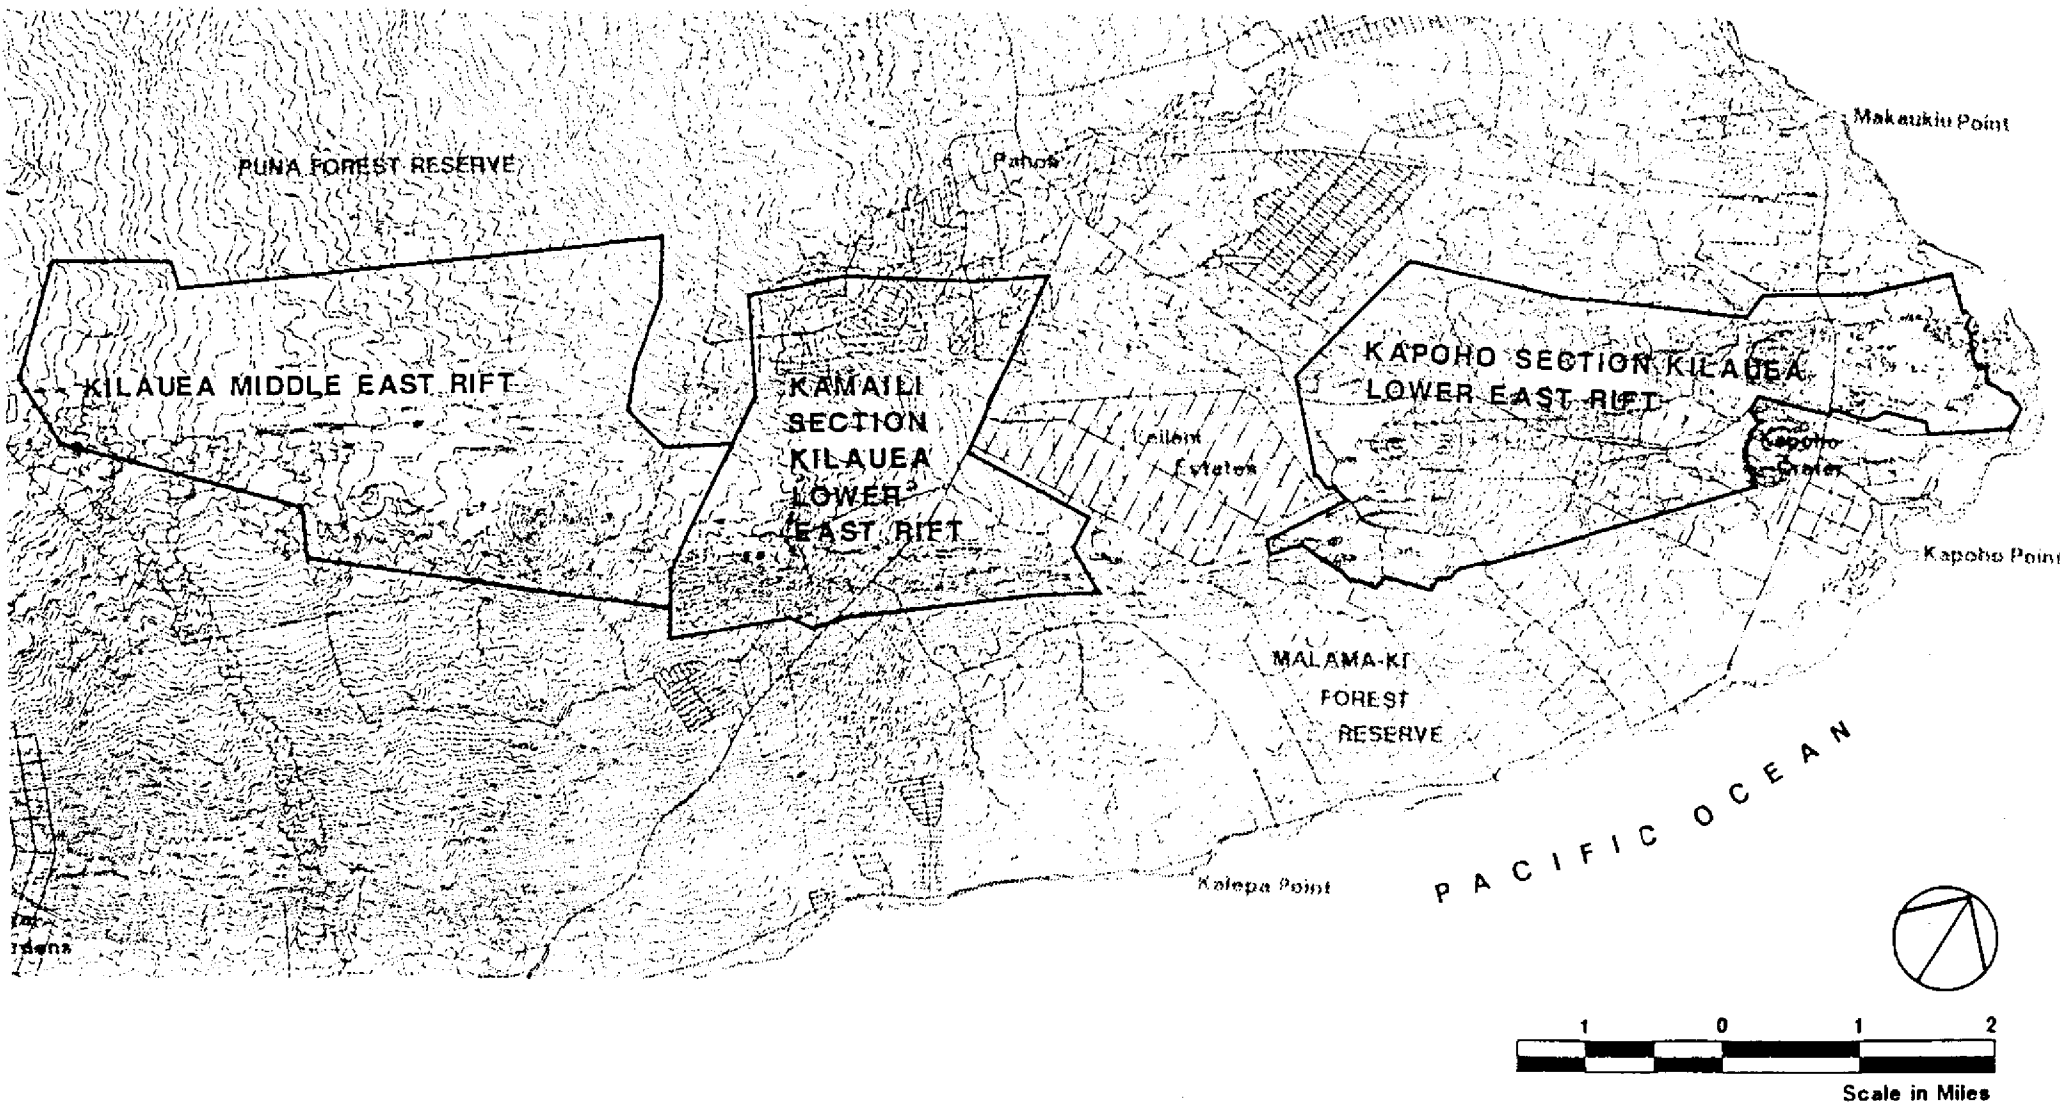 Makaukiu Point
PUNA FOREST RESERVE
Pahoa
KILAUEA MIDDLE EAST RIFT
KAMAILI
SECTION
KILAUEA
LOWER
EAST RIFT
KAPOHO SECTION KILAUEA
LOWER EAST RIFT
Leilani
Estates
Kapoho
Crater
Kapoho Point
MALAMA-KI
FOREST
RESERVE
PACIFIC OCEAN
Kalepa Point
1 0 1 2
Scale in Miles